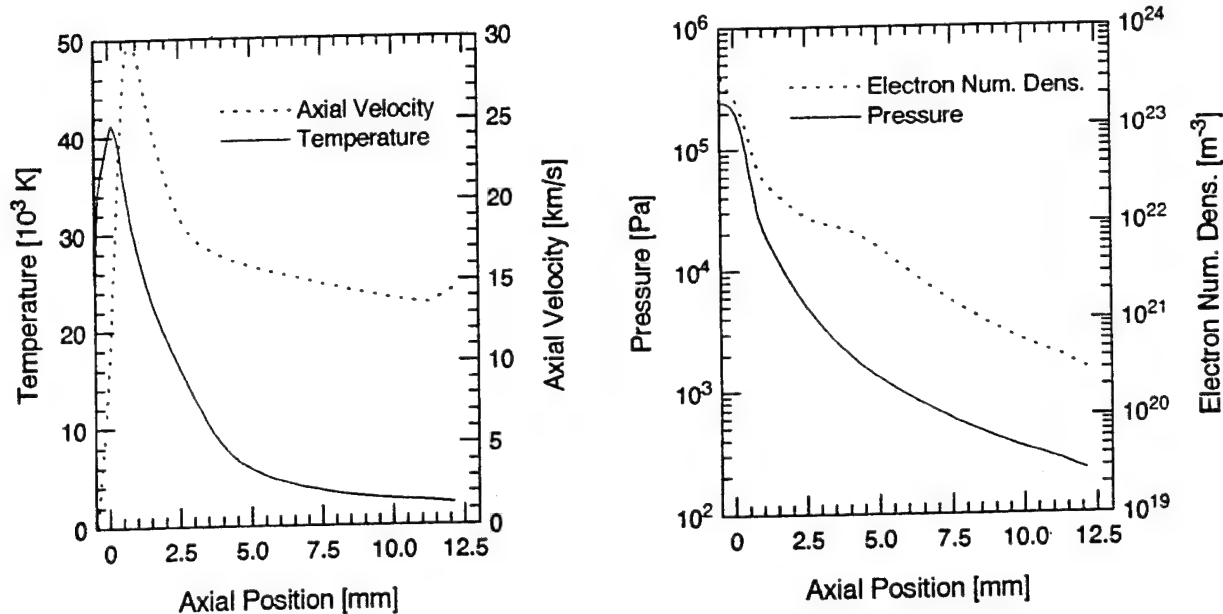 50
40
30
20
10
0
Temperature [10³ K]
Axial Velocity
Temperature
30
25
20
15
10
5
0
Axial Velocity [km/s]
0 2.5 5.0 7.5 10.0 12.5
Axial Position [mm]
10⁶
10⁵
10⁴
10³
10²
Pressure [Pa]
Electron Num. Dens.
Pressure
10²⁴
10²³
10²²
10²¹
10²⁰
10¹⁹
Electron Num. Dens. [m⁻³]
0 2.5 5.0 7.5 10.0 12.5
Axial Position [mm]